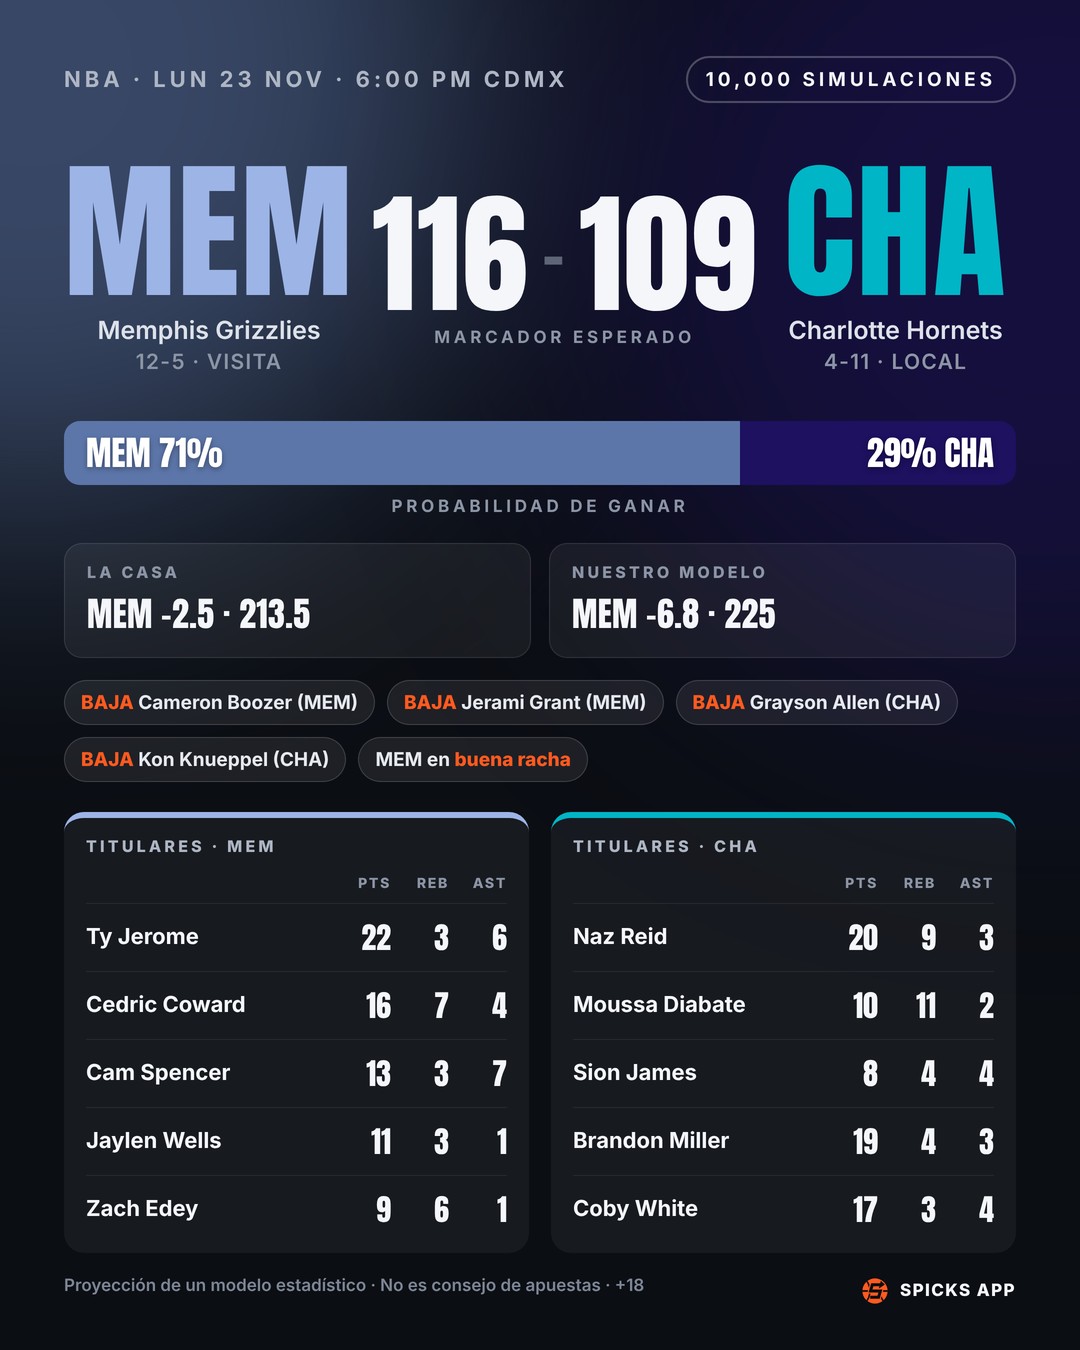 NBA · LUN 23 NOV · 6:00 PM CDMX
10,000 SIMULACIONES
MEM 116 - 109 CHA
Memphis Grizzlies
12-5 · VISITA
MARCADOR ESPERADO
Charlotte Hornets
4-11 · LOCAL
MEM 71%
29% CHA
PROBABILIDAD DE GANAR
LA CASA
MEM -2.5 · 213.5
NUESTRO MODELO
MEM -6.8 · 225
BAJA Cameron Boozer (MEM)
BAJA Jerami Grant (MEM)
BAJA Grayson Allen (CHA)
BAJA Kon Knueppel (CHA)
MEM en buena racha
TITULARES · MEM
PTS REB AST
Ty Jerome 22 3 6
Cedric Coward 16 7 4
Cam Spencer 13 3 7
Jaylen Wells 11 3 1
Zach Edey 9 6 1
TITULARES · CHA
PTS REB AST
Naz Reid 20 9 3
Moussa Diabate 10 11 2
Sion James 8 4 4
Brandon Miller 19 4 3
Coby White 17 3 4
Proyección de un modelo estadístico · No es consejo de apuestas · +18
SPICKS APP